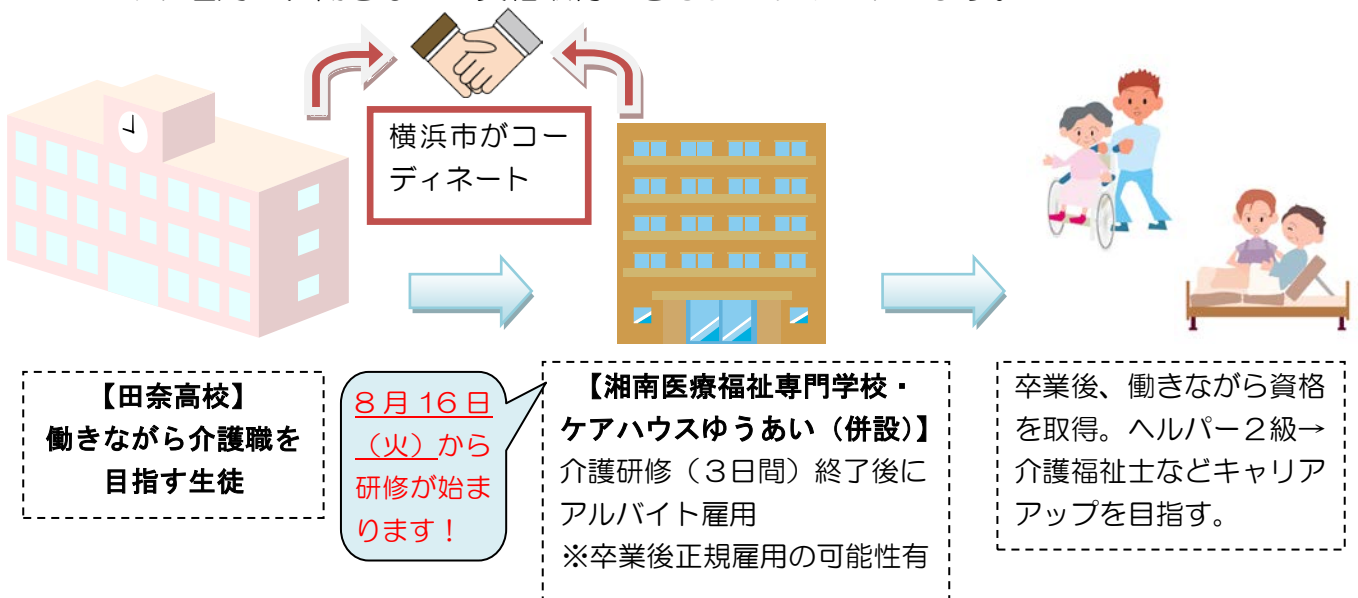 横浜市がコー
ディネート
【田奈高校】
働きながら介護職を
目指す生徒
８月 16 日
（火）から
研修が始ま
ります！
【湘南医療福祉専門学校・
ケアハウスゆうあい（併設）】
介護研修（３日間）終了後に
アルバイト雇用
※卒業後正規雇用の可能性有
卒業後、働きながら資格
を取得。ヘルパー２級→
介護福祉士などキャリア
アップを目指す。